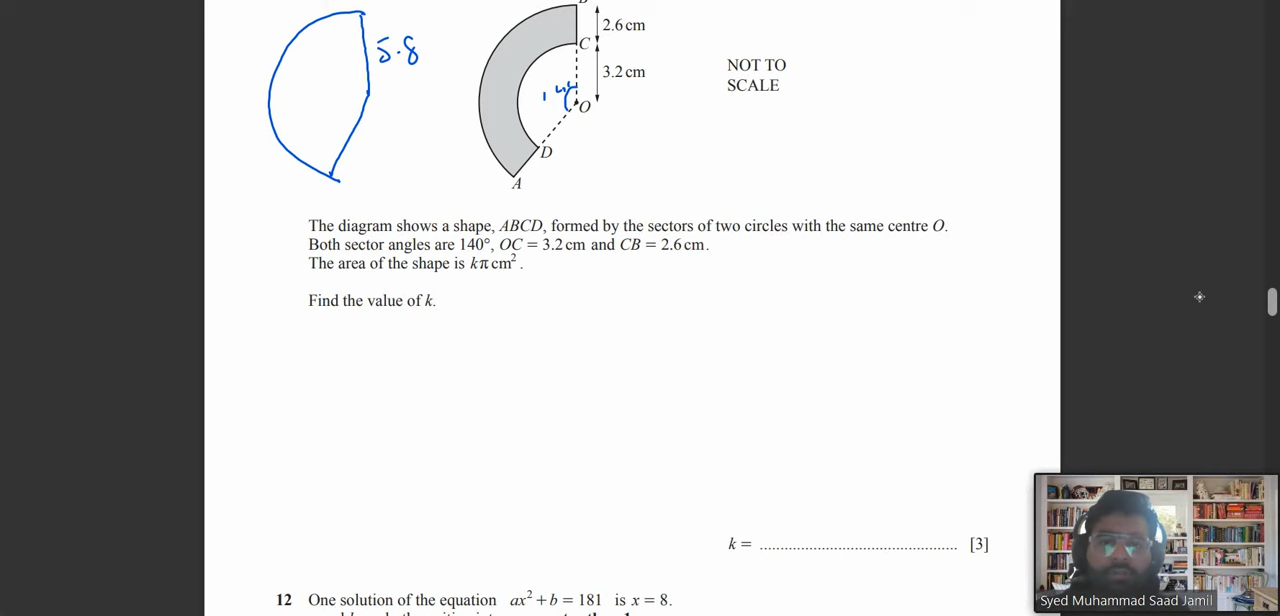 2.6 cm
5.8
C
3.2 cm
NOT TO
SCALE
O
D
A
The diagram shows a shape, ABCD, formed by the sectors of two circles with the same centre O.
Both sector angles are 140°, OC = 3.2 cm and CB = 2.6 cm.
The area of the shape is kπ cm².
Find the value of k.
k = ................................................ [3]
12 One solution of the equation ax² + b = 181 is x = 8.
Syed Muhammad Saad Jamil